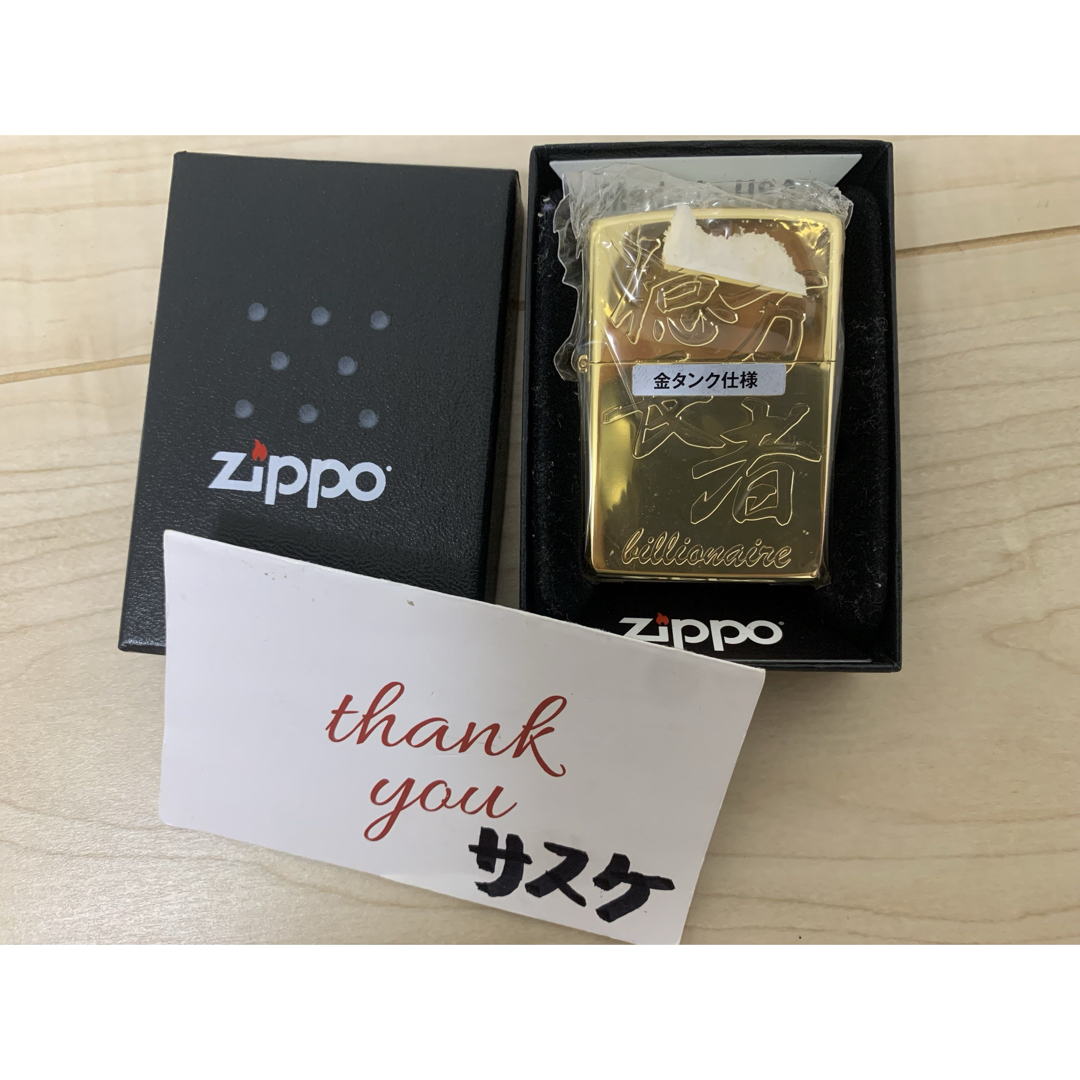 zippo
金タンク仕様
億万
長者
billionaire
zippo
thank
you
サスケ